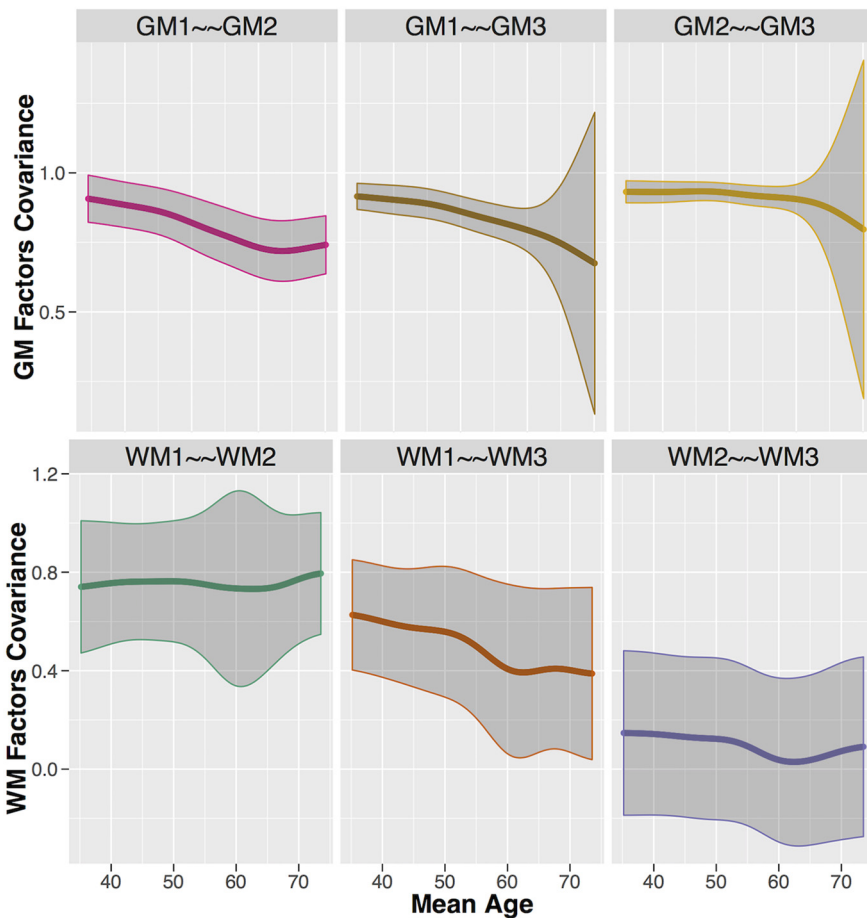 GM1~~GM2
GM1~~GM3
GM2~~GM3
GM Factors Covariance
1.0
0.5
WM1~~WM2
WM1~~WM3
WM2~~WM3
WM Factors Covariance
1.2
0.8
0.4
0.0
40 50 60 70
40 50 60 70
40 50 60 70
Mean Age